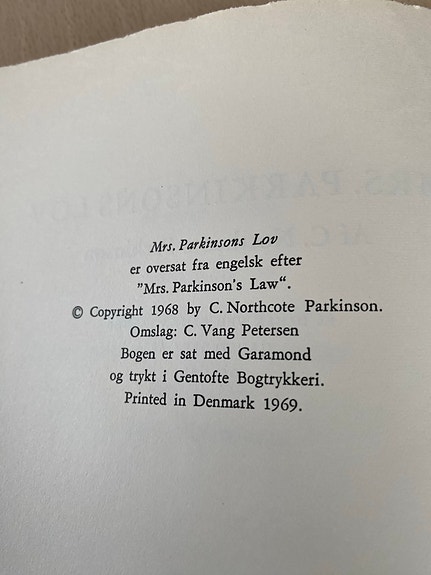 Mrs. Parkinsons Lov
er oversat fra engelsk efter
"Mrs. Parkinson's Law“.
© Copyright 1968 by C. Northcote Parkinson.
Omslag: C. Vang Petersen
Bogen er sat med Garamond
og trykt i Gentofte Bogtrykkeri.
Printed in Denmark 1969.